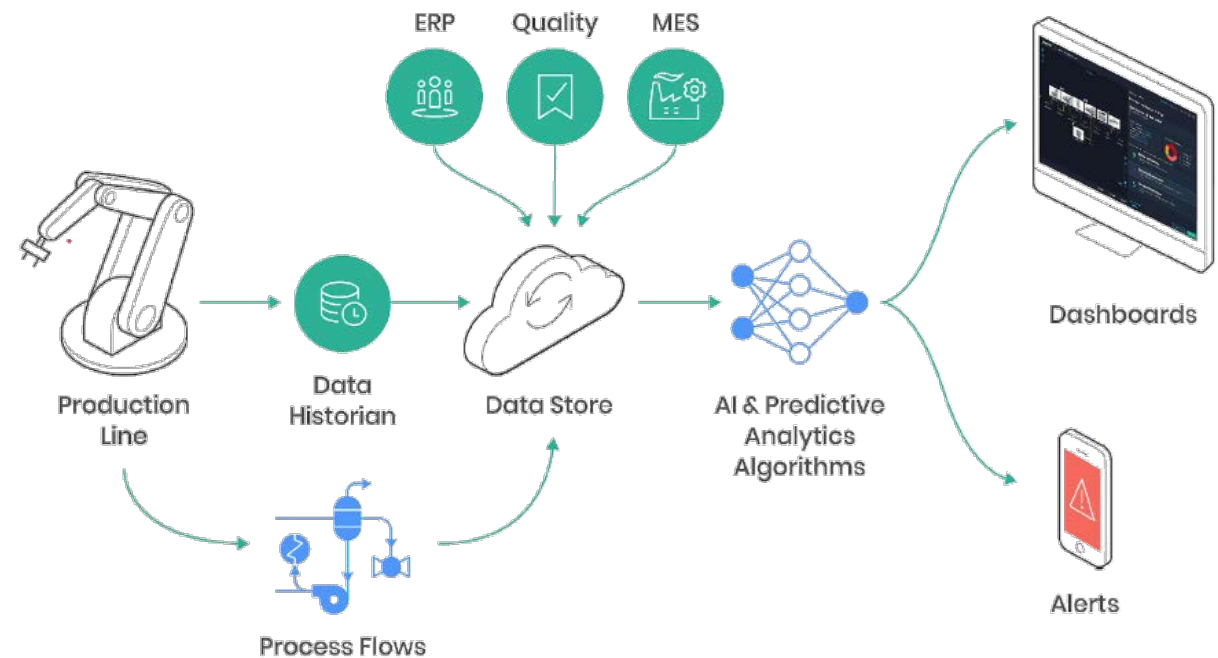 ERP
Quality
MES
Production
Line
Data
Historian
Data Store
AI & Predictive
Analytics
Algorithms
Dashboards
Alerts
Process Flows